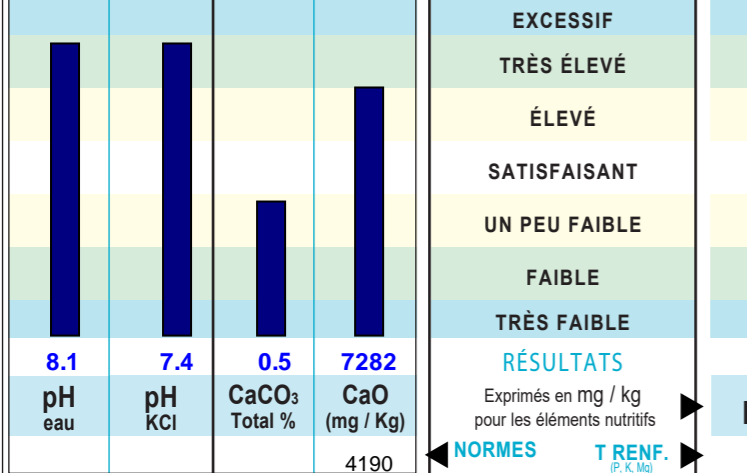 EXCESSIF
TRÈS ÉLEVÉ
ÉLEVÉ
SATISFAISANT
UN PEU FAIBLE
FAIBLE
TRÈS FAIBLE
8.1 7.4 0.5 7282 RÉSULTATS
pH pH CaCO₃ CaO Exprimés en mg / kg
eau KCl Total % (mg / Kg) pour les éléments nutritifs
4190 NORMES T RENF.
(P, K, Mg)